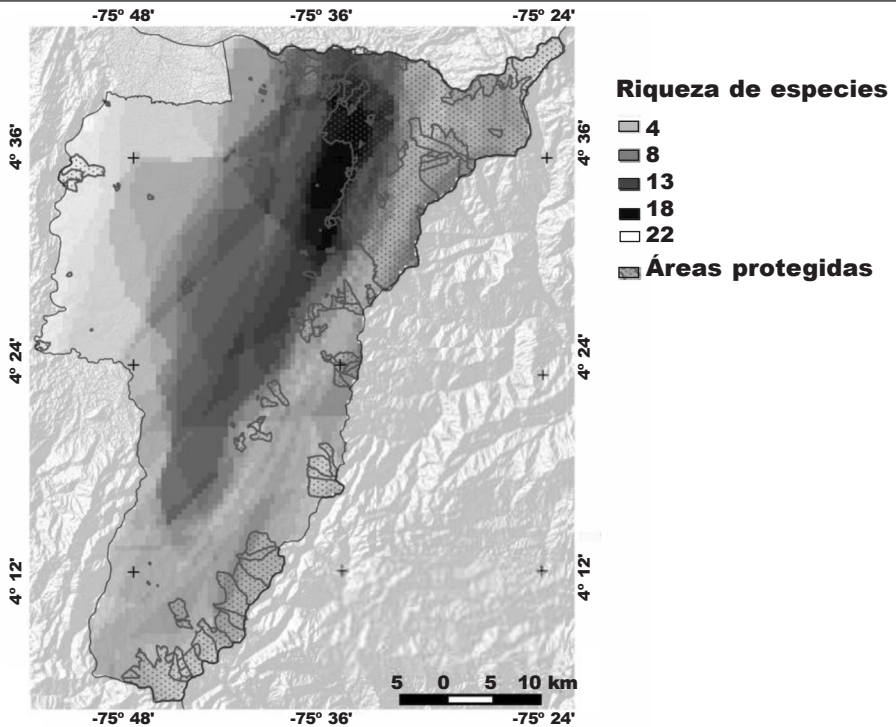 -75º 48' -75º 36' -75º 24'
4º 36' 4º 36'
4º 24' 4º 24'
4º 12' 4º 12'
Riqueza de especies
4
8
13
18
22
Áreas protegidas
5 0 5 10 km
-75º 48' -75º 36' -75º 24'